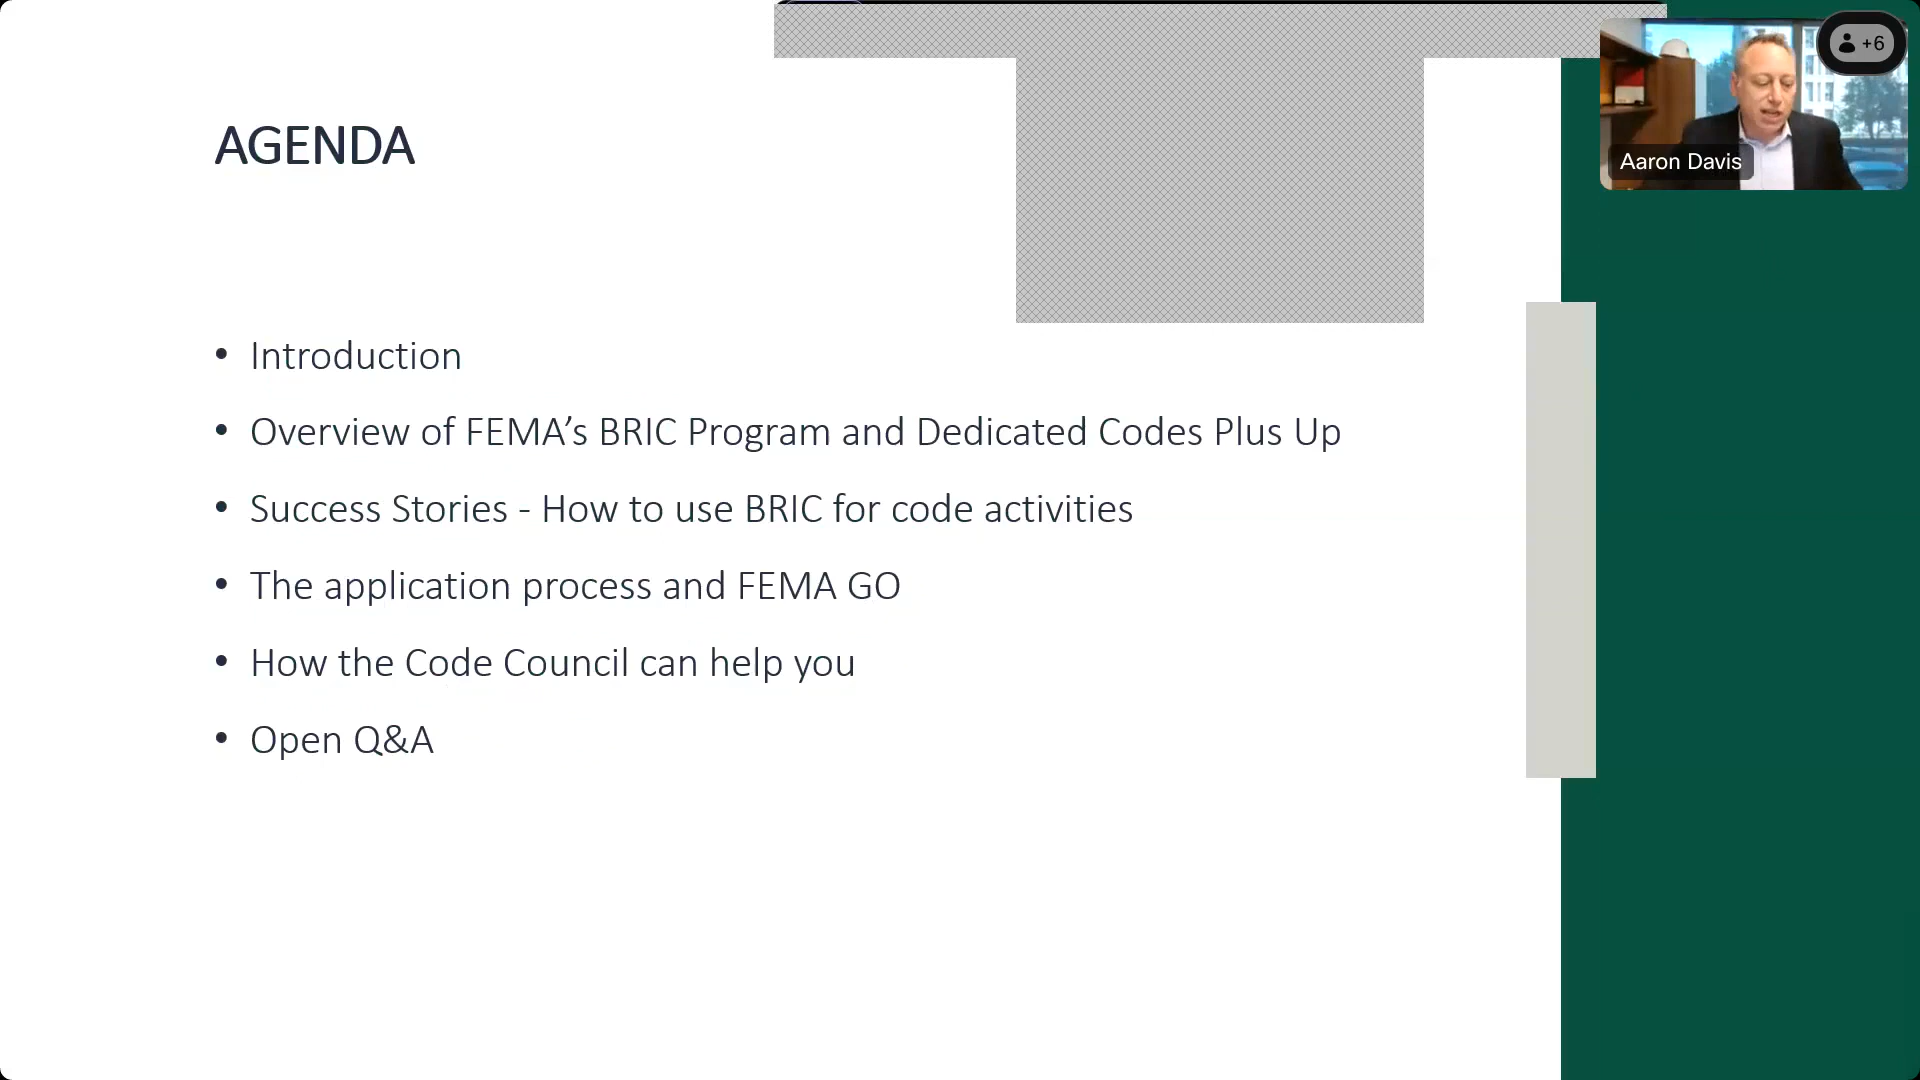 AGENDA
+6
Aaron Davis
• Introduction
• Overview of FEMA’s BRIC Program and Dedicated Codes Plus Up
• Success Stories - How to use BRIC for code activities
• The application process and FEMA GO
• How the Code Council can help you
• Open Q&A